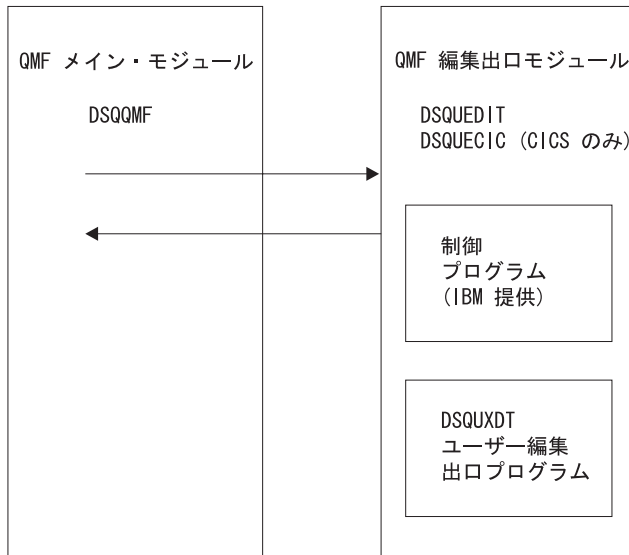 QMF メイン・モジュール
DSQQMF
QMF 編集出口モジュール
DSQUEDIT
DSQUECIC (CICS のみ)
制御
プログラム
(IBM 提供)
DSQUXDT
ユーザー編集
出口プログラム